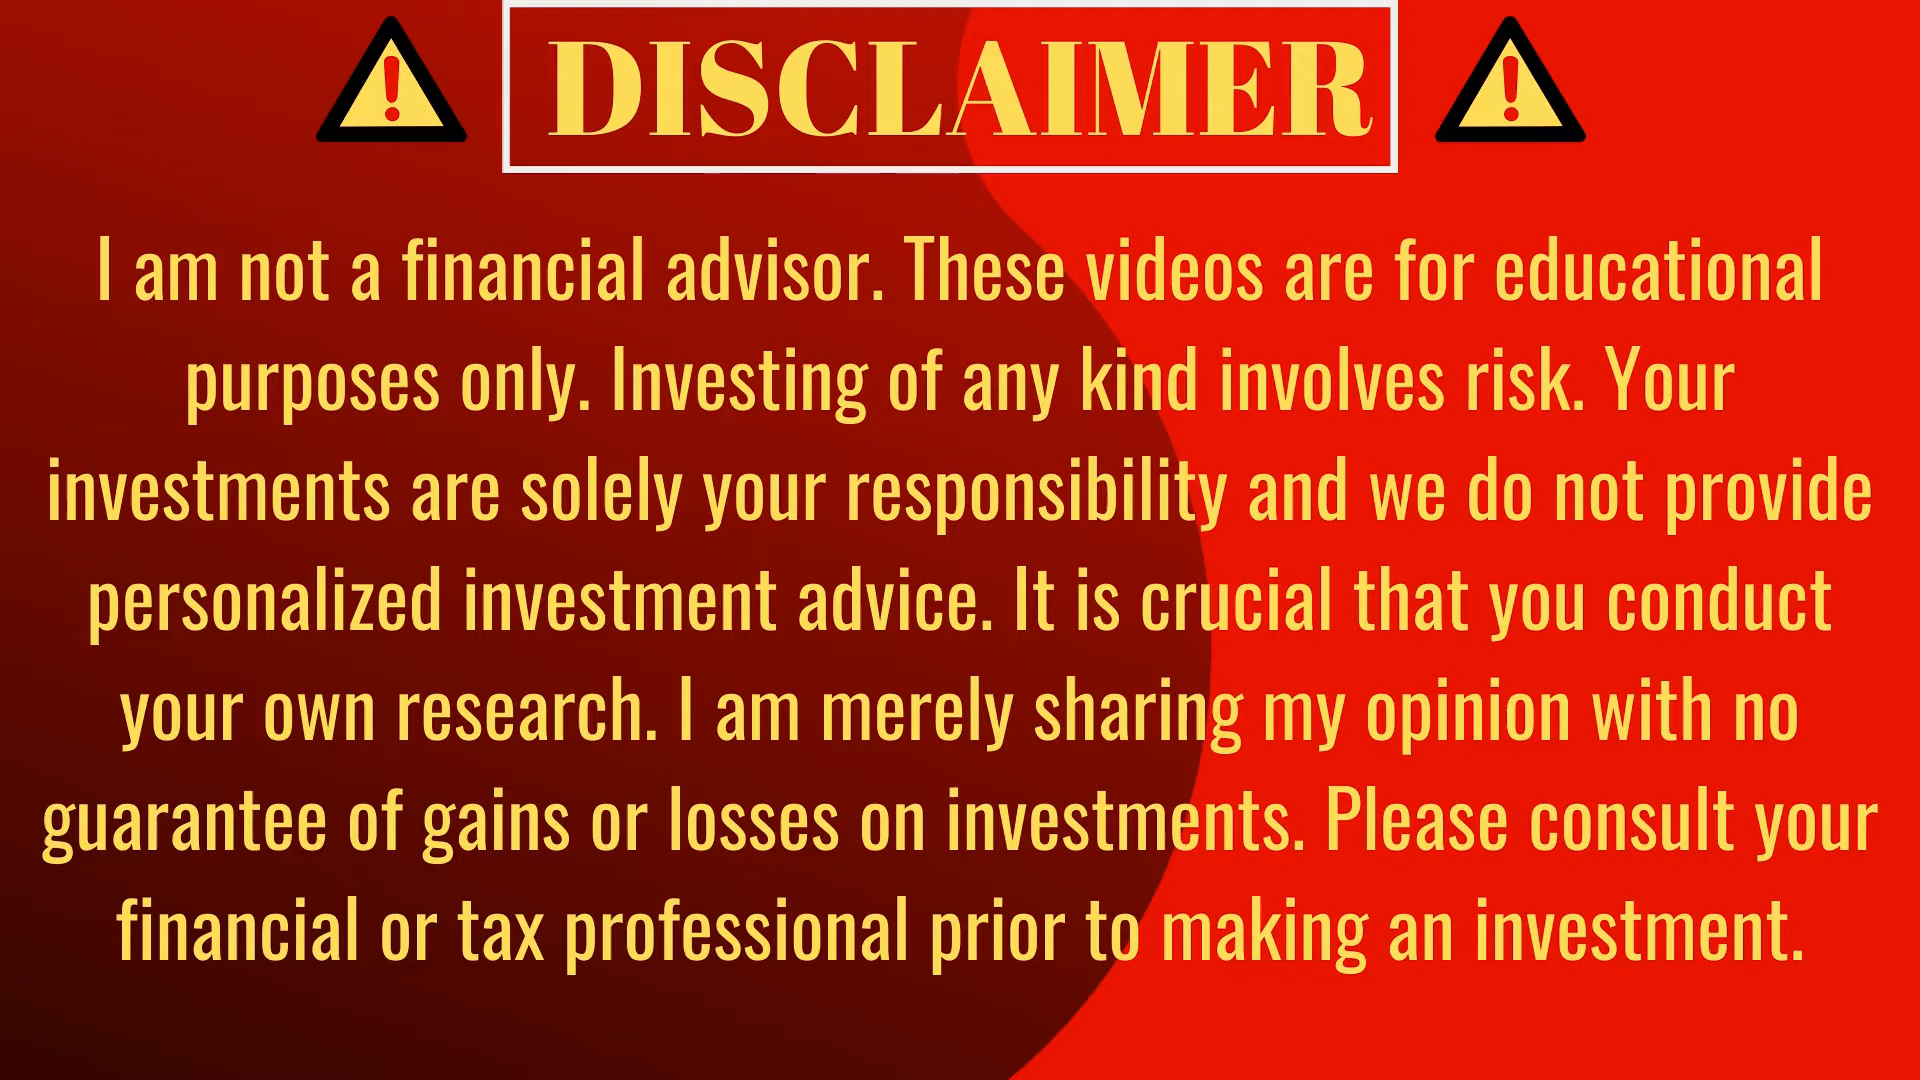 DISCLAIMER
I am not a financial advisor. These videos are for educational
purposes only. Investing of any kind involves risk. Your
investments are solely your responsibility and we do not provide
personalized investment advice. It is crucial that you conduct
your own research. I am merely sharing my opinion with no
guarantee of gains or losses on investments. Please consult your
financial or tax professional prior to making an investment.